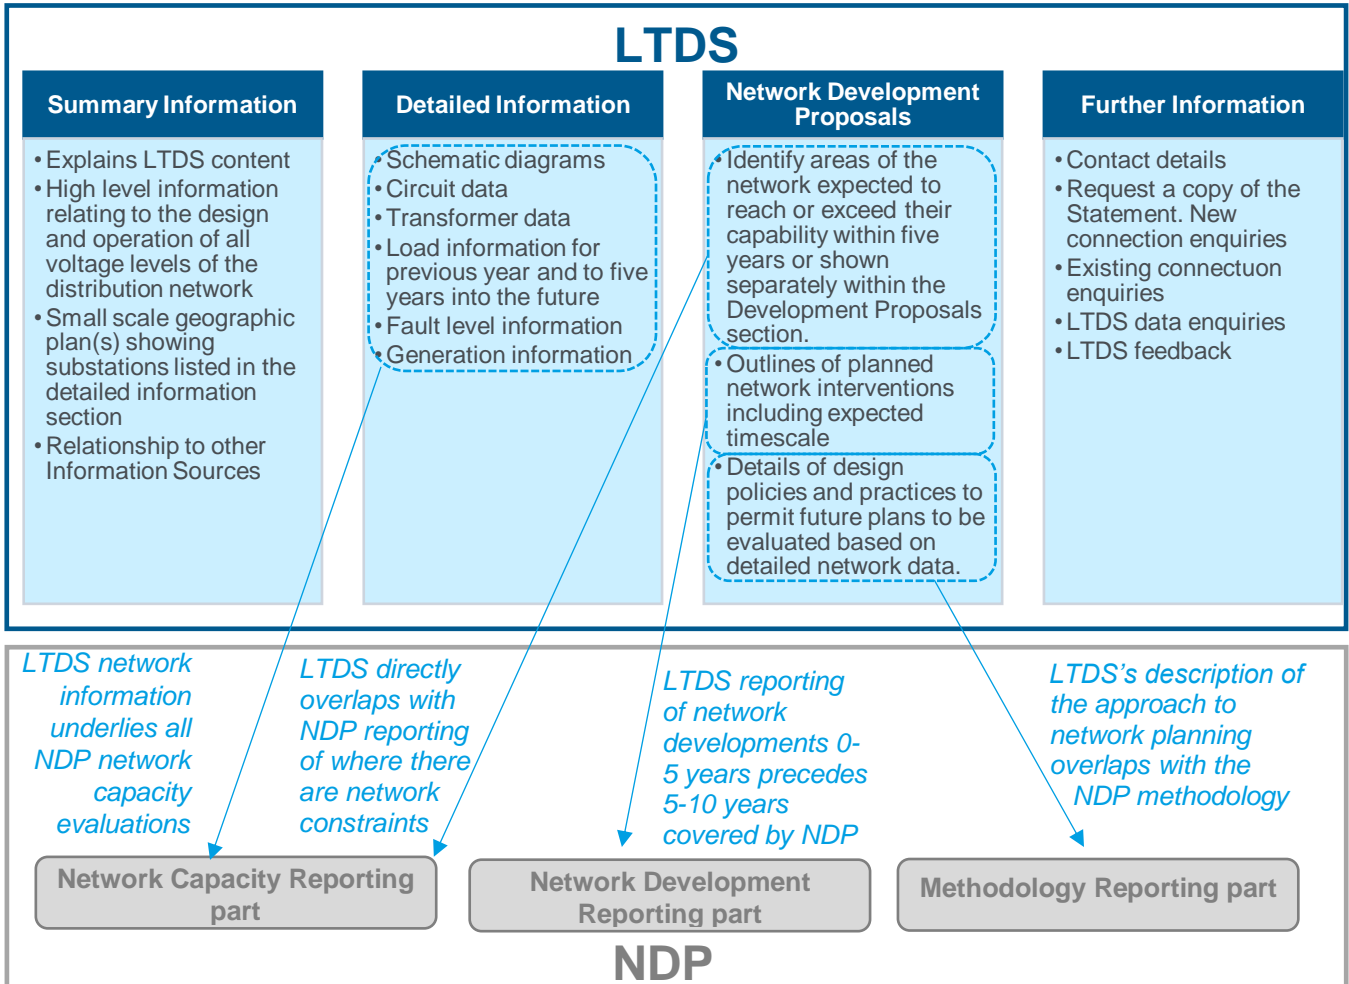 LTDS
Summary Information
• Explains LTDS content
• High level information
relating to the design
and operation of all
voltage levels of the
distribution network
• Small scale geographic
plan(s) showing
substations listed in the
detailed information
section
• Relationship to other
Information Sources
Detailed Information
• Schematic diagrams
• Circuit data
• Transformer data
• Load information for
previous year and to five
years into the future
• Fault level information
• Generation information
Network Development
Proposals
• Identify areas of the
network expected to
reach or exceed their
capability within five
years or shown
separately within the
Development Proposals
section.
• Outlines of planned
network interventions
including expected
timescale
• Details of design
policies and practices to
permit future plans to be
evaluated based on
detailed network data.
Further Information
• Contact details
• Request a copy of the
Statement. New
connection enquiries
• Existing connectuon
enquiries
• LTDS data enquiries
• LTDS feedback
LTDS network
information
underlies all
NDP network
capacity
evaluations
LTDS directly
overlaps with
NDP reporting
of where there
are network
constraints
LTDS reporting
of network
developments 0-
5 years precedes
5-10 years
covered by NDP
LTDS's description of
the approach to
network planning
overlaps with the
NDP methodology
Network Capacity Reporting
part
Network Development
Reporting part
Methodology Reporting part
NDP